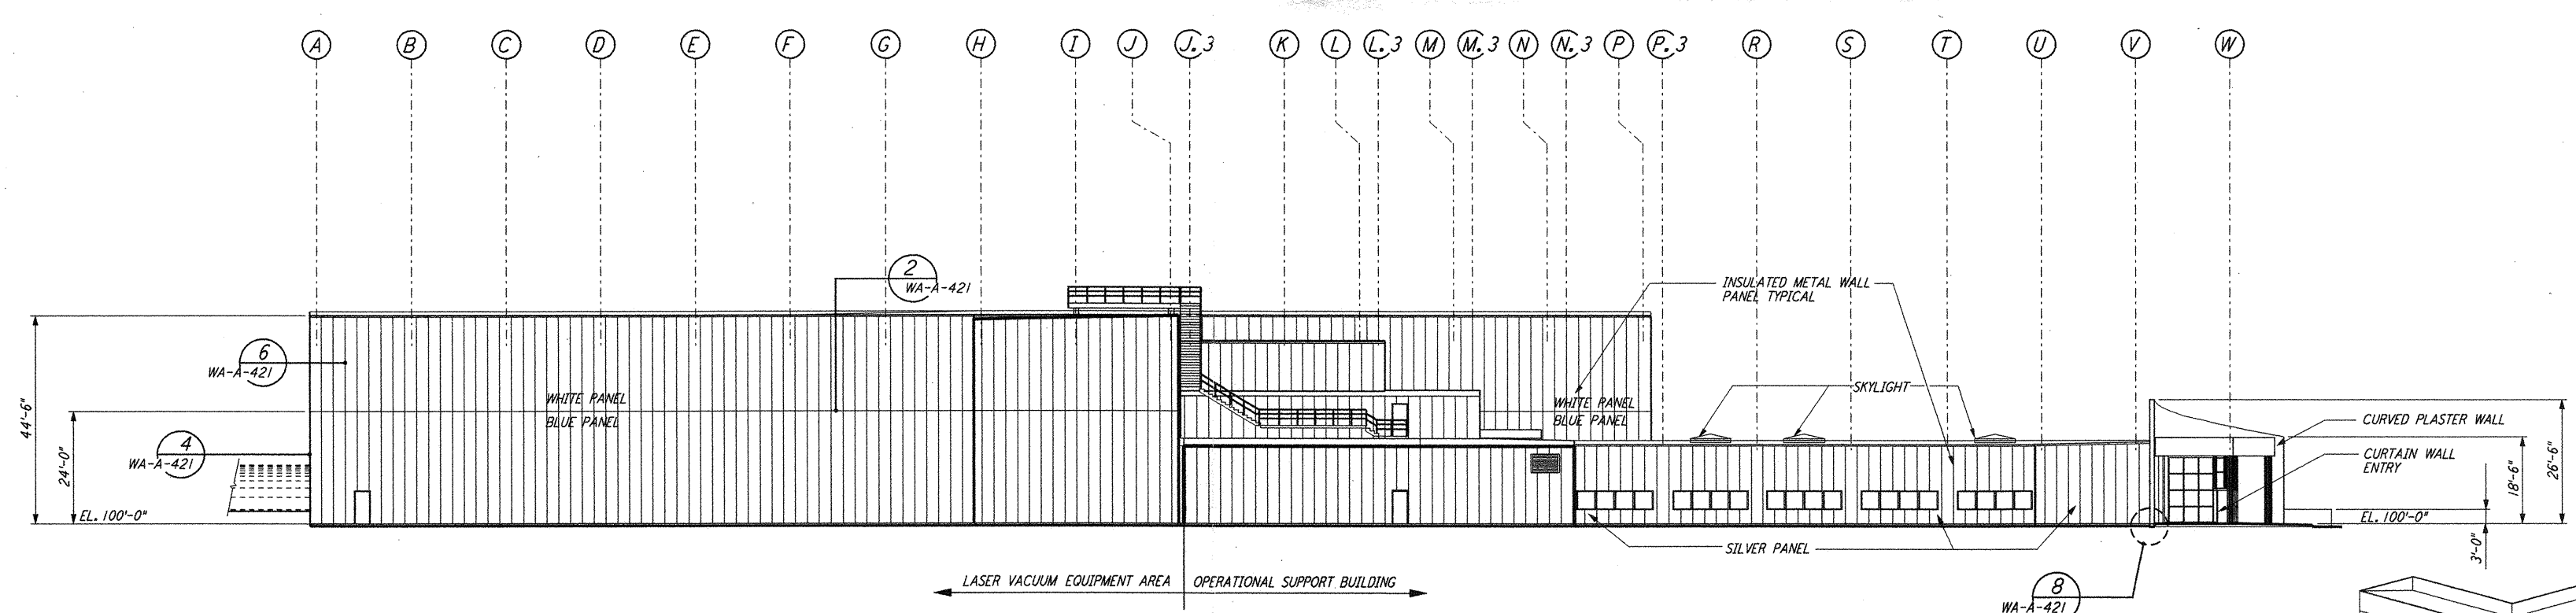 A B C D E F G H I J J.3 K L L.3 M M.3 N N.3 P P.3 R S T U V W
2
WA-A-421
INSULATED METAL WALL
PANEL TYPICAL
6
WA-A-421
44'-6"
24'-0"
WHITE PANEL
BLUE PANEL
WHITE PANEL
BLUE PANEL
SKYLIGHT
CURVED PLASTER WALL
CURTAIN WALL
ENTRY
18'-6"
26'-6"
4
WA-A-421
EL. 100'-0"
EL. 100'-0"
3'-0"
SILVER PANEL
LASER VACUUM EQUIPMENT AREA
OPERATIONAL SUPPORT BUILDING
8
WA-A-421